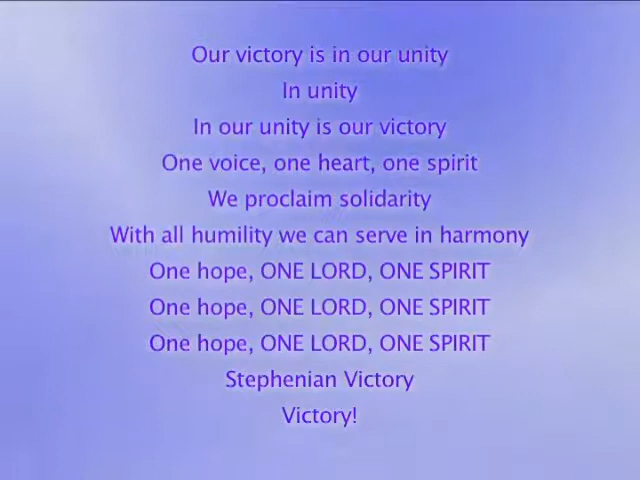 Our victory is in our unity
In unity
In our unity is our victory
One voice, one heart, one spirit
We proclaim solidarity
With all humility we can serve in harmony
One hope, ONE LORD, ONE SPIRIT
One hope, ONE LORD, ONE SPIRIT
One hope, ONE LORD, ONE SPIRIT
Stephenian Victory
Victory!